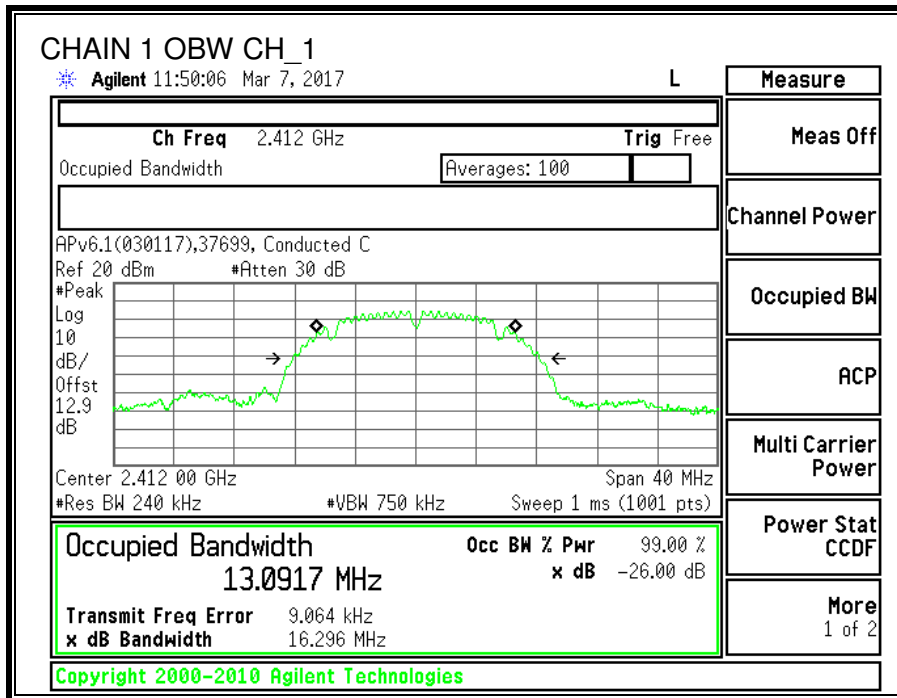 CHAIN 1 OBW CH_1
Agilent 11:50:06 Mar 7, 2017 L
Measure
Ch Freq 2.412 GHz Trig Free
Meas Off
Occupied Bandwidth Averages: 100
Channel Power
APv6.1(030117),37699, Conducted C
Ref 20 dBm #Atten 30 dB
#Peak
Log
10
dB/
Offst
12.9
dB
Occupied BW
ACP
Multi Carrier
Power
Center 2.412 00 GHz Span 40 MHz
#Res BW 240 kHz #VBW 750 kHz Sweep 1 ms (1001 pts)
Power Stat
CCDF
Occupied Bandwidth Occ BW % Pwr 99.00 %
13.0917 MHz x dB -26.00 dB
Transmit Freq Error 9.064 kHz
x dB Bandwidth 16.296 MHz
More
1 of 2
Copyright 2000-2010 Agilent Technologies